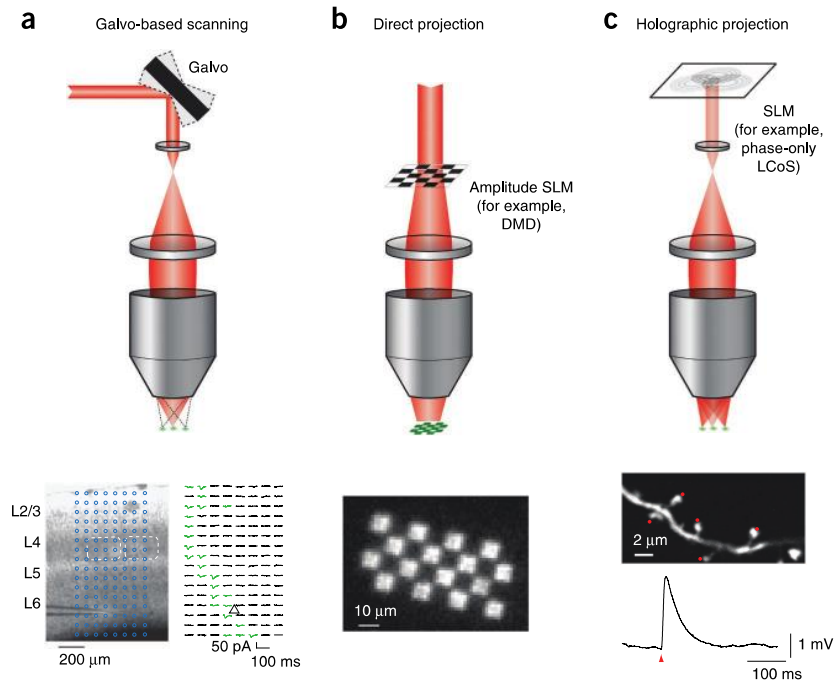 a Galvo-based scanning
b Direct projection
c Holographic projection
Galvo
SLM
(for example,
phase-only
LCoS)
Amplitude SLM
(for example,
DMD)
L2/3
L4
L5
L6
200 μm
50 pA
100 ms
10 μm
2 μm
1 mV
100 ms